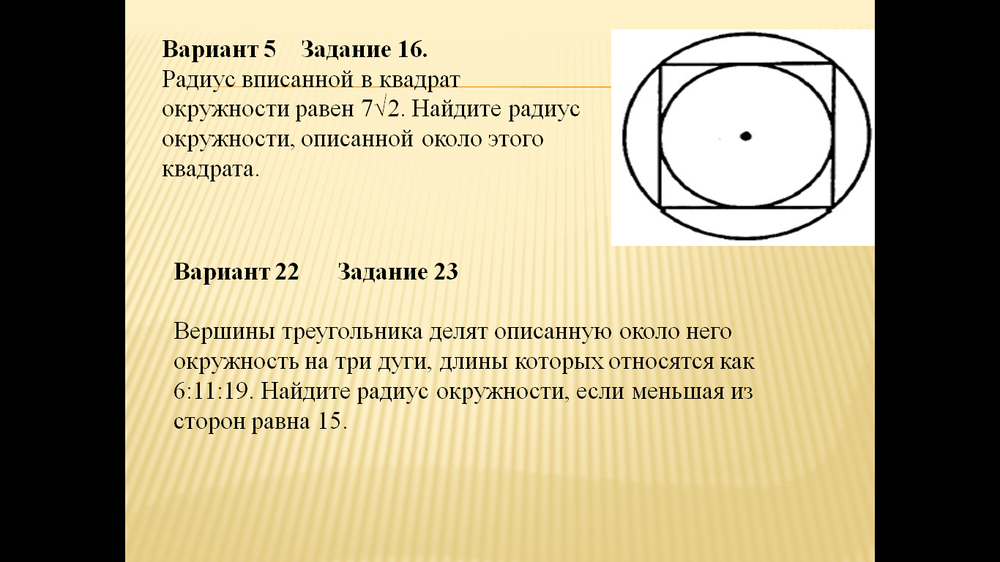 Вариант 5 Задание 16.
Радиус вписанной в квадрат
окружности равен 7√2. Найдите радиус
окружности, описанной около этого
квадрата.
Вариант 22 Задание 23
Вершины треугольника делят описанную около него
окружность на три дуги, длины которых относятся как
6:11:19. Найдите радиус окружности, если меньшая из
сторон равна 15.